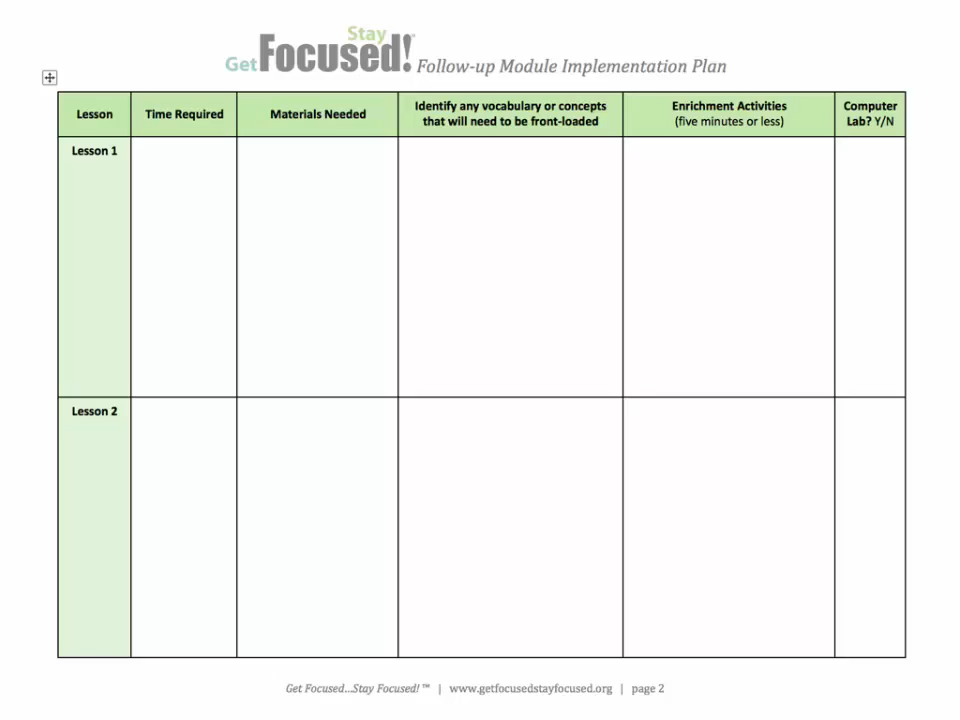 Get Stay Focused! Follow-up Module Implementation Plan
Lesson
Time Required
Materials Needed
Identify any vocabulary or concepts
that will need to be front-loaded
Enrichment Activities
(five minutes or less)
Computer
Lab? Y/N
Lesson 1
Lesson 2
Get Focused...Stay Focused! ™ | www.getfocusedstayfocused.org | page 2